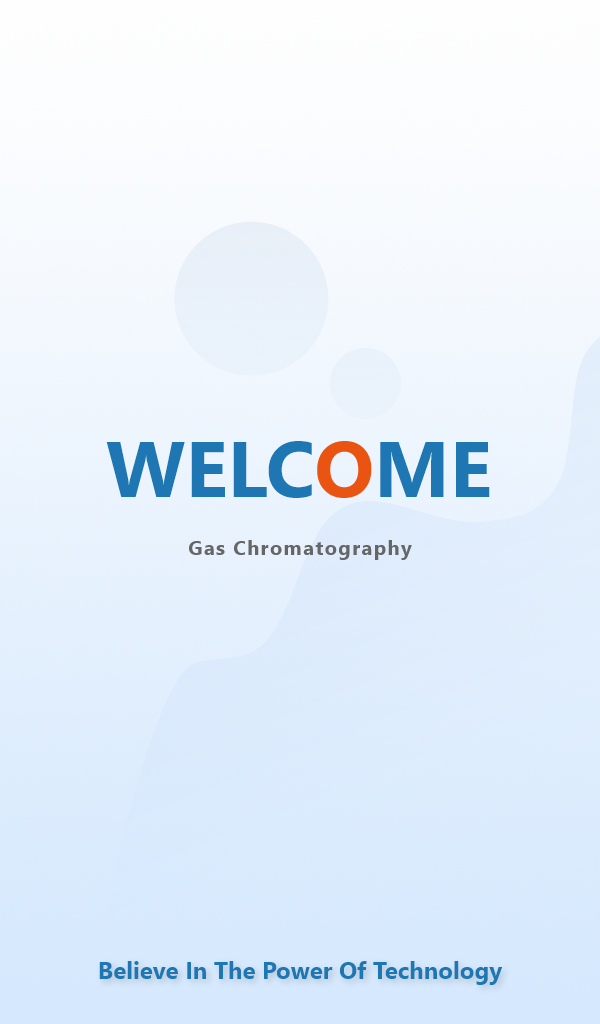 WELCOME
Gas Chromatography
Believe In The Power Of Technology